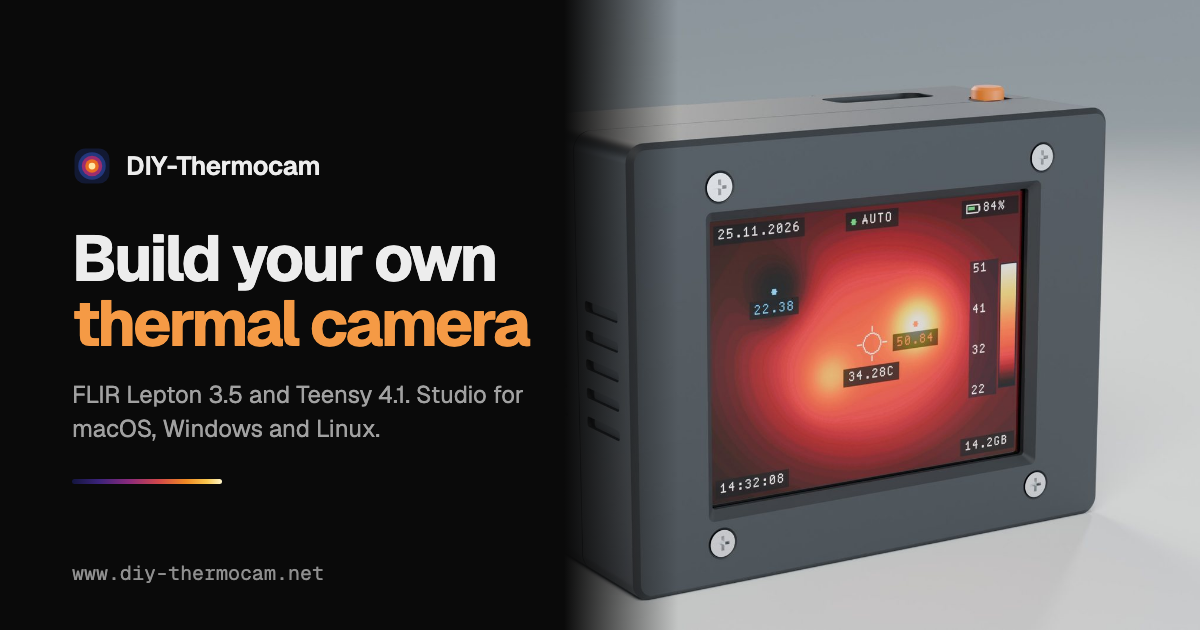 DIY-Thermocam
Build your own
thermal camera
FLIR Lepton 3.5 and Teensy 4.1. Studio for
macOS, Windows and Linux.
www.diy-thermocam.net
25.11.2026
AUTO
84%
22.38
50.84
34.28C
51
41
32
22
14:32:08
14.2GB